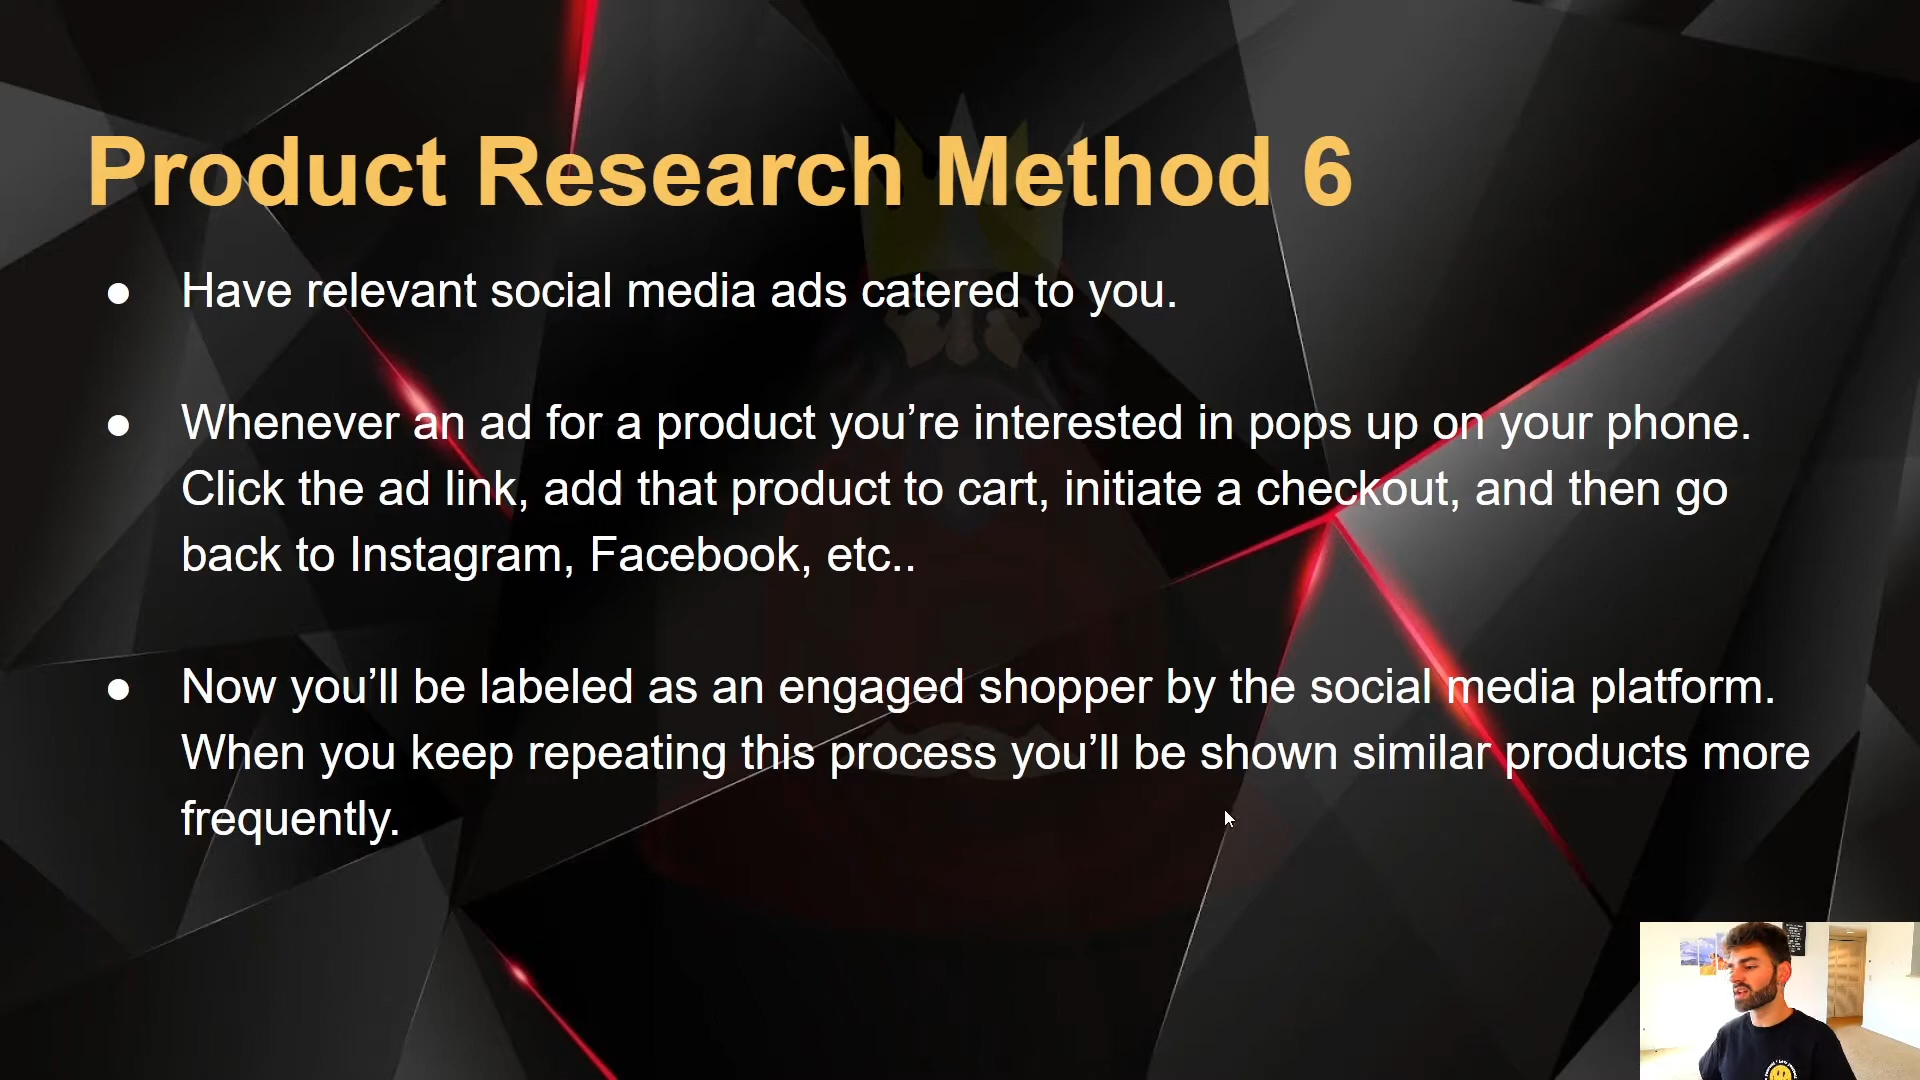 Product Research Method 6
● Have relevant social media ads catered to you.
● Whenever an ad for a product you’re interested in pops up on your phone.
Click the ad link, add that product to cart, initiate a checkout, and then go
back to Instagram, Facebook, etc..
● Now you’ll be labeled as an engaged shopper by the social media platform.
When you keep repeating this process you’ll be shown similar products more
frequently.